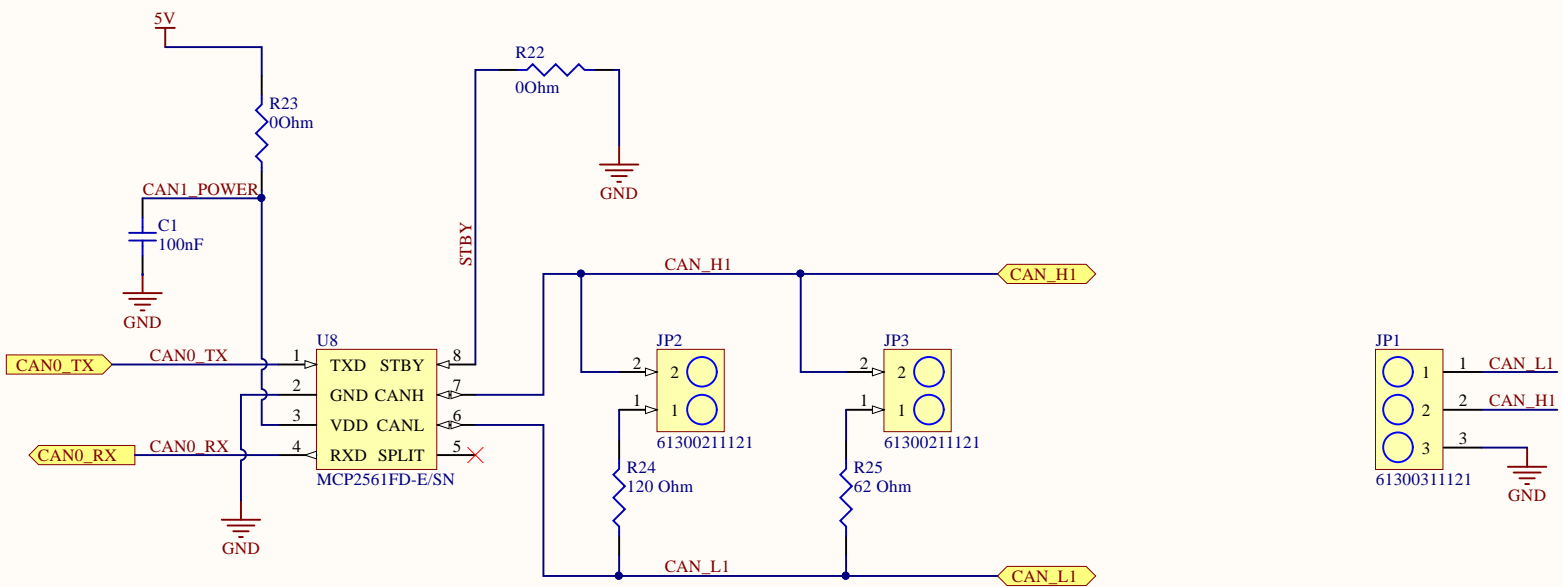 5V
R23
0Ohm
CAN1_POWER
C1
100nF
GND
R22
0Ohm
GND
STBY
CAN0_TX CAN0_TX
CAN0_RX CAN0_RX
U8
1 TXD STBY 8
2 GND CANH 7
3 VDD CANL 6
4 RXD SPLIT 5
MCP2561FD-E/SN
GND
CAN_H1 CAN_H1
JP2
2 2
1 1
61300211121
R24
120 Ohm
JP3
2 2
1 1
61300211121
R25
62 Ohm
CAN_L1 CAN_L1
JP1
1 1 CAN_L1
2 2 CAN_H1
3 3
61300311121
GND